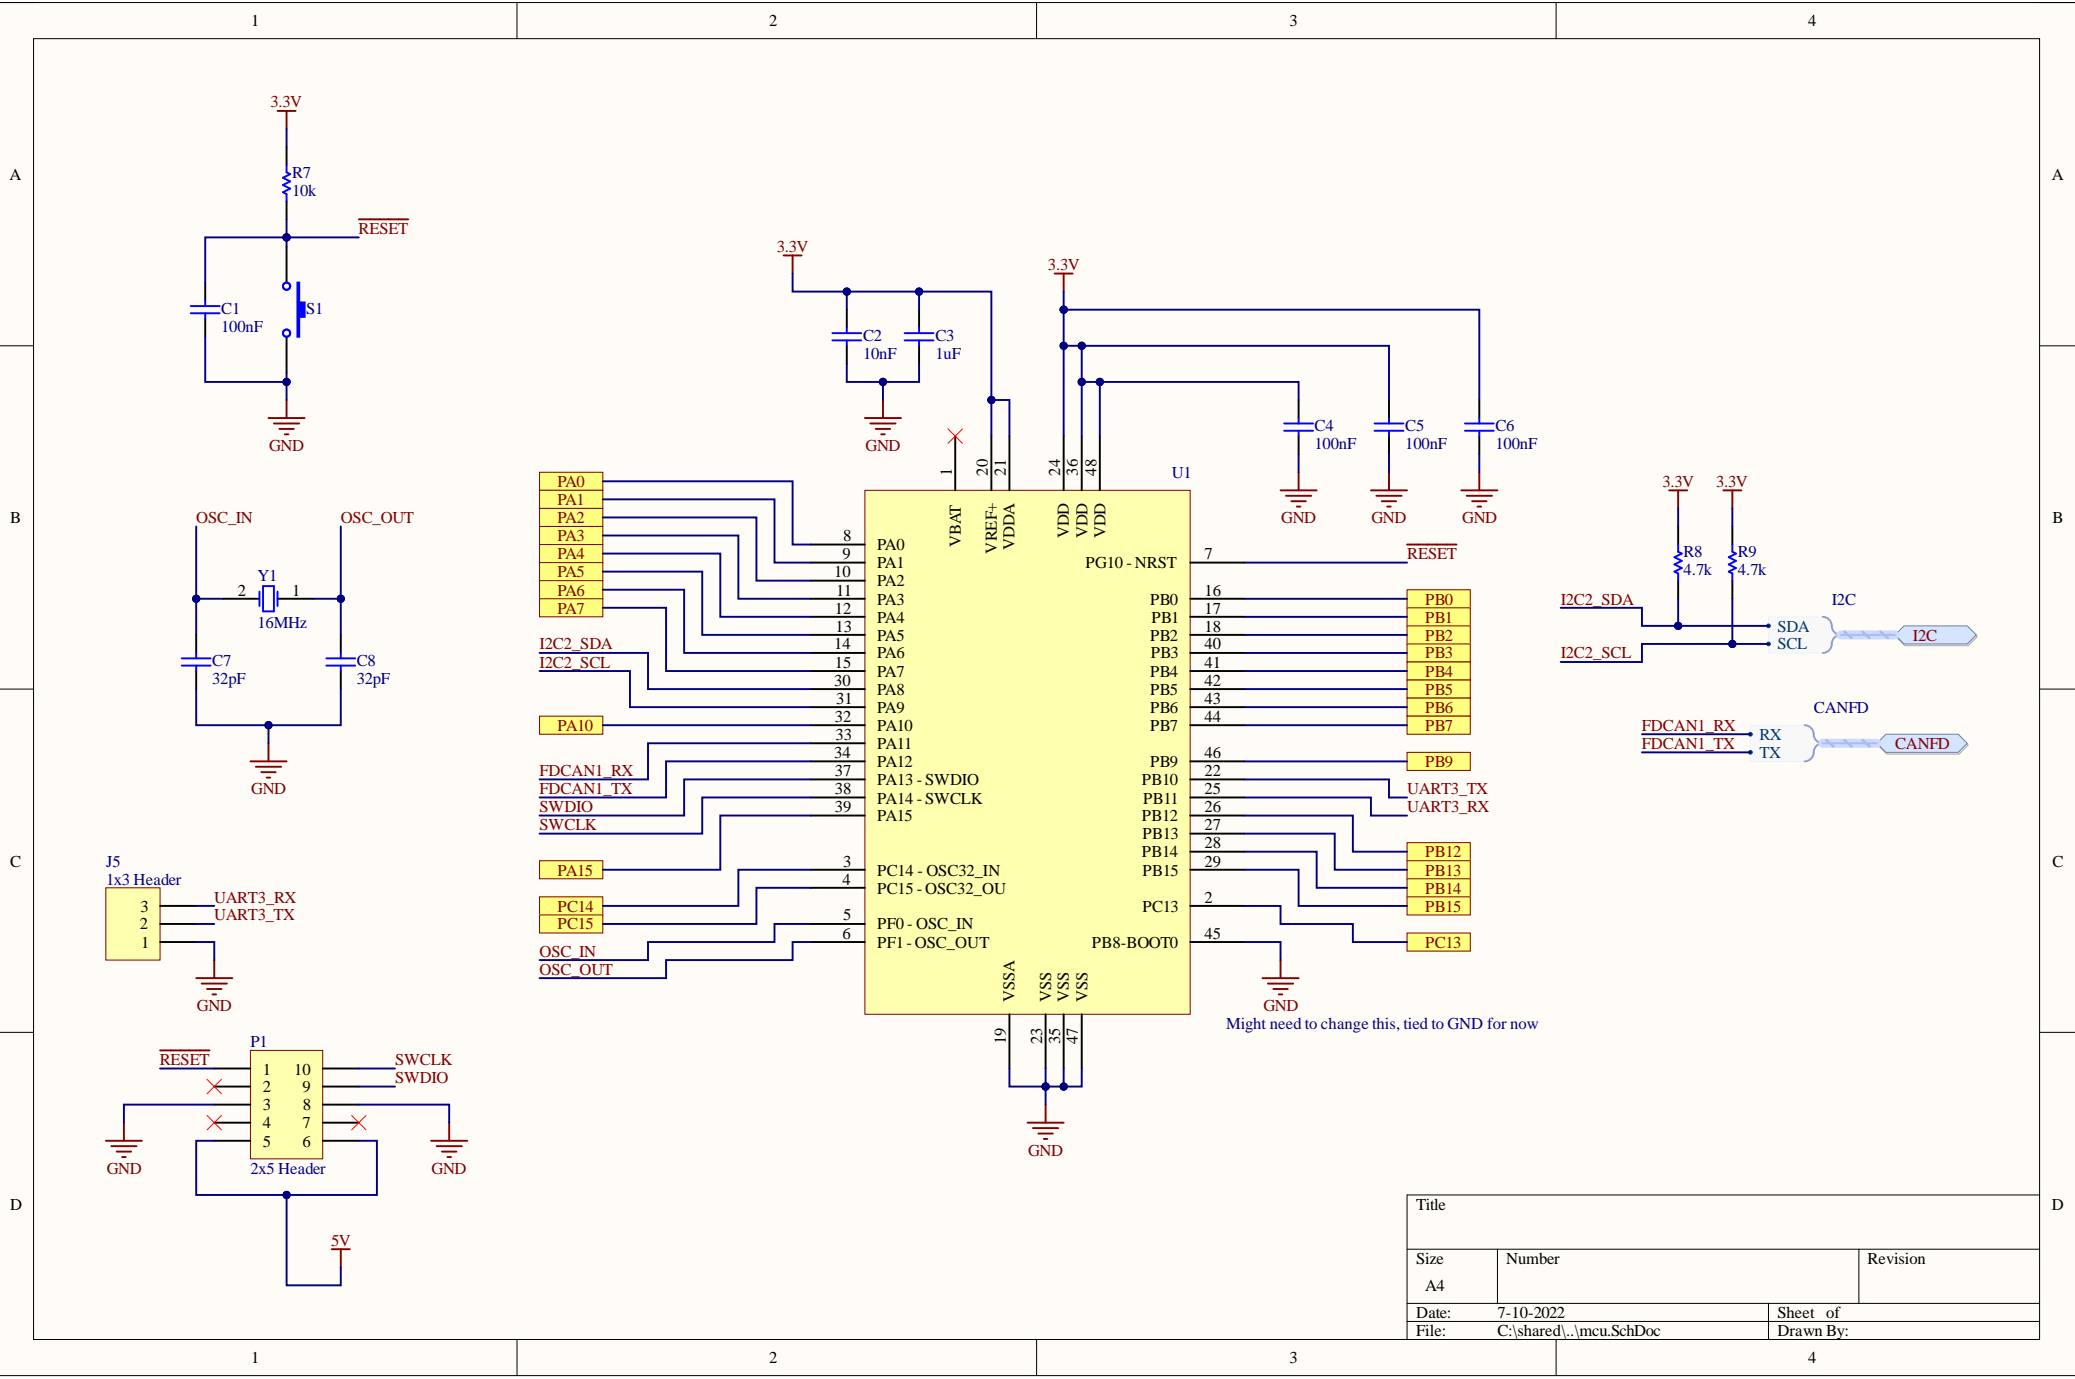 1
2
3
4
A
A
3.3V
R7
10k
RESET
C1
100nF
S1
GND
3.3V
C2
10nF
C3
1uF
GND
3.3V
C4
100nF
C5
100nF
C6
100nF
GND
GND
GND
B
B
OSC_IN
OSC_OUT
Y1
2
1
16MHz
C7
32pF
C8
32pF
GND
PA0
PA1
PA2
PA3
PA4
PA5
PA6
PA7
I2C2_SDA
I2C2_SCL
PA10
FDCAN1_RX
FDCAN1_TX
SWDIO
SWCLK
PA15
PC14
PC15
OSC_IN
OSC_OUT
U1
1
20
21
24
36
48
VBAT
VREF+
VDDA
VDD
VDD
VDD
8 PA0
9 PA1
10 PA2
11 PA3
12 PA4
13 PA5
14 PA6
15 PA7
30 PA8
31 PA9
32 PA10
33 PA11
34 PA12
37 PA13 - SWDIO
38 PA14 - SWCLK
39 PA15
3 PC14 - OSC32_IN
4 PC15 - OSC32_OU
5 PF0 - OSC_IN
6 PF1 - OSC_OUT
PG10 - NRST 7
PB0 16
PB1 17
PB2 18
PB3 40
PB4 41
PB5 42
PB6 43
PB7 44
PB9 46
PB10 22
PB11 25
PB12 26
PB13 27
PB14 28
PB15 29
PC13 2
PB8-BOOT0 45
VSSA
VSS
VSS
VSS
19
23
35
47
GND
RESET
PB0
PB1
PB2
PB3
PB4
PB5
PB6
PB7
PB9
UART3_TX
UART3_RX
PB12
PB13
PB14
PB15
PC13
GND
Might need to change this, tied to GND for now
3.3V
3.3V
R8
4.7k
R9
4.7k
I2C2_SDA
I2C2_SCL
I2C
SDA
SCL
I2C
CANFD
FDCAN1_RX
FDCAN1_TX
RX
TX
CANFD
C
C
J5
1x3 Header
3
2
1
UART3_RX
UART3_TX
GND
P1
RESET
SWCLK
SWDIO
1 10
2 9
3 8
4 7
5 6
2x5 Header
GND
GND
5V
D
D
Title
Size
A4
Number
Revision
Date: 7-10-2022
Sheet of
File: C:\shared\..\mcu.SchDoc
Drawn By:
1
2
3
4